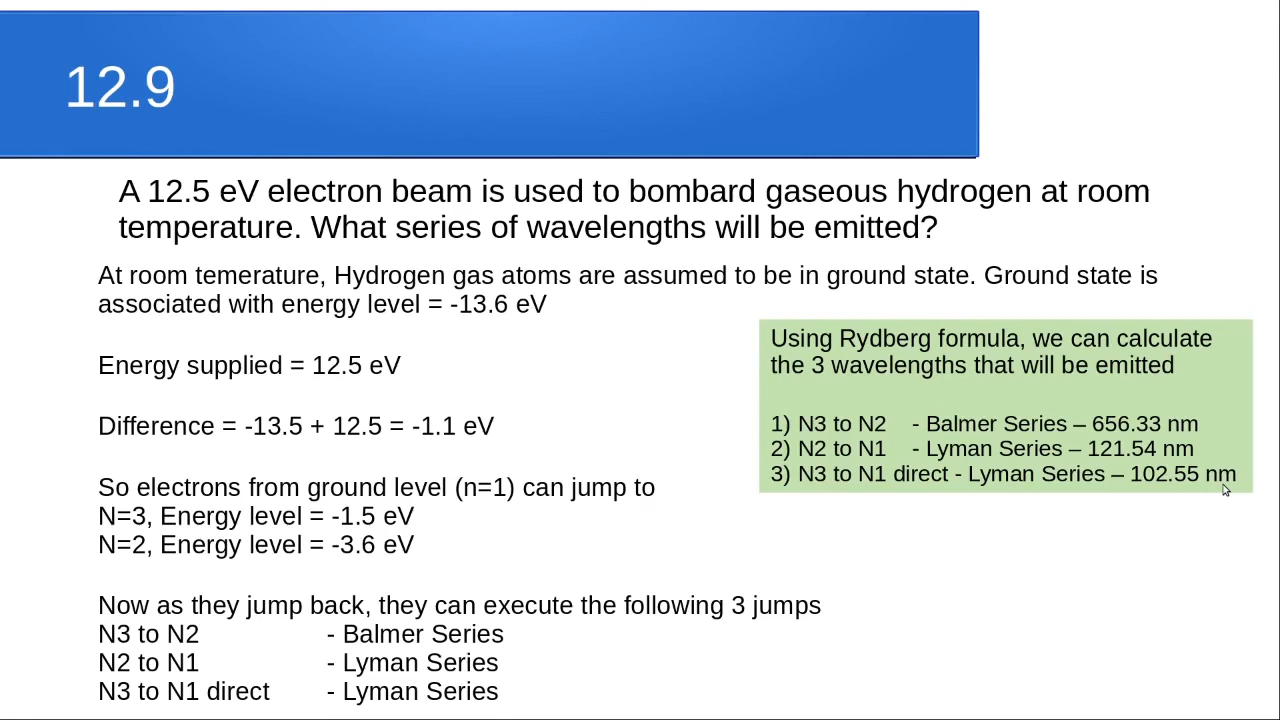 12.9
A 12.5 eV electron beam is used to bombard gaseous hydrogen at room
temperature. What series of wavelengths will be emitted?
At room temerature, Hydrogen gas atoms are assumed to be in ground state. Ground state is
associated with energy level = -13.6 eV
Energy supplied = 12.5 eV
Difference = -13.5 + 12.5 = -1.1 eV
So electrons from ground level (n=1) can jump to
N=3, Energy level = -1.5 eV
N=2, Energy level = -3.6 eV
Now as they jump back, they can execute the following 3 jumps
N3 to N2 - Balmer Series
N2 to N1 - Lyman Series
N3 to N1 direct - Lyman Series
Using Rydberg formula, we can calculate
the 3 wavelengths that will be emitted
1) N3 to N2 - Balmer Series – 656.33 nm
2) N2 to N1 - Lyman Series – 121.54 nm
3) N3 to N1 direct - Lyman Series – 102.55 nm